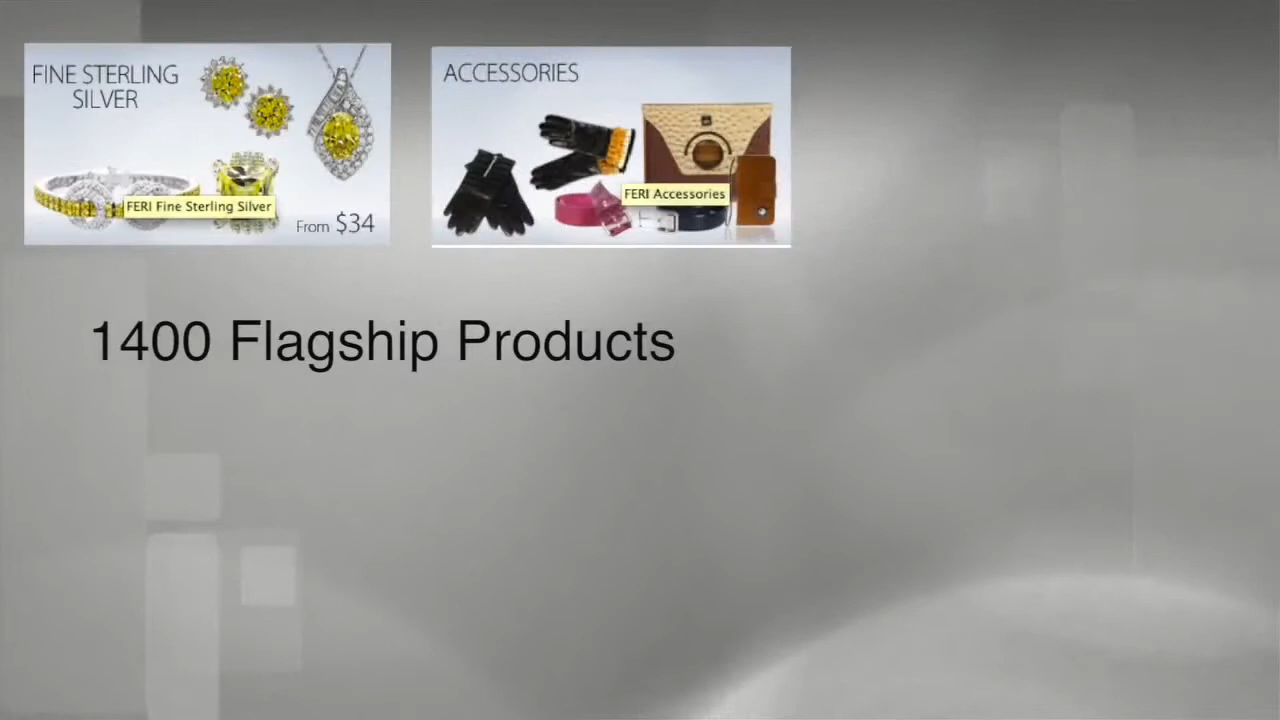 FINE STERLING
SILVER
FERI Fine Sterling Silver
From $34
ACCESSORIES
FERI Accessories
1400 Flagship Products